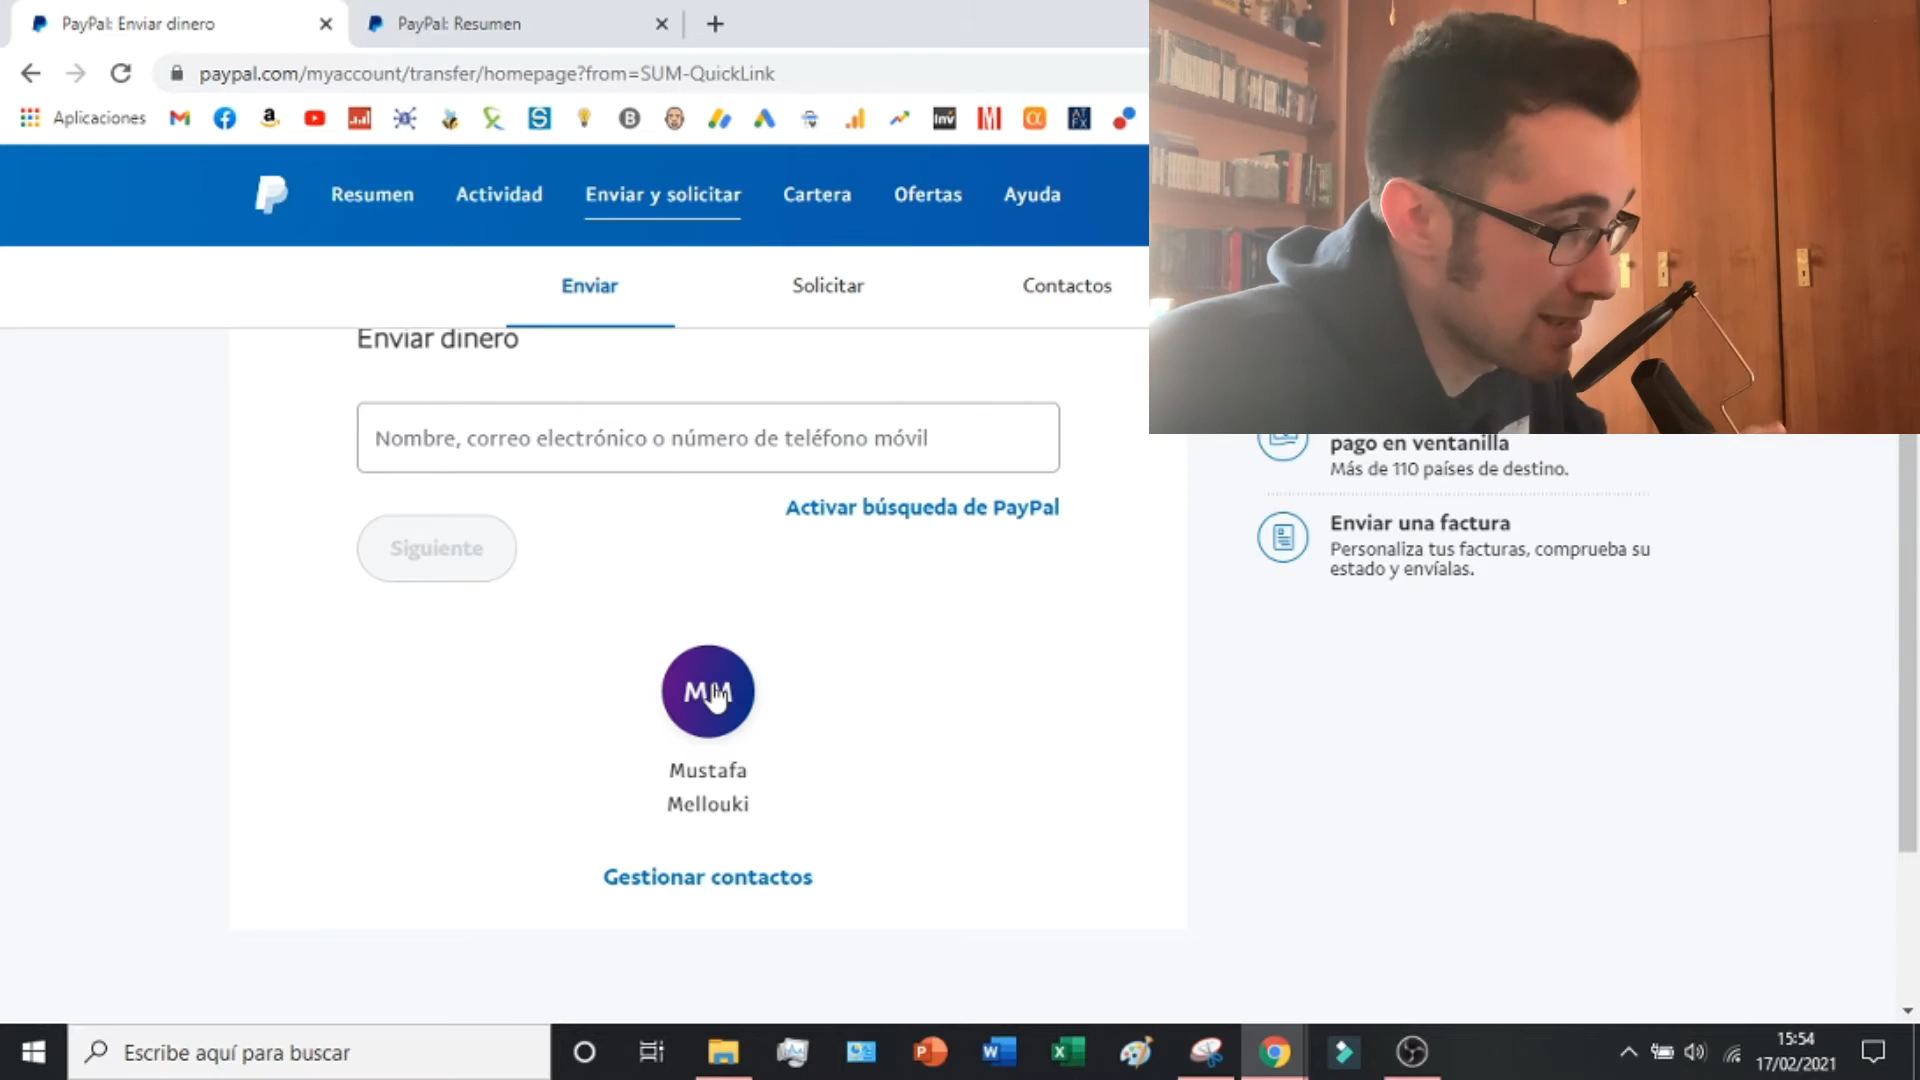 PayPal: Enviar dinero
PayPal: Resumen
paypal.com/myaccount/transfer/homepage?from=SUM-QuickLink
Aplicaciones
Inv
AT
FX
Resumen
Actividad
Enviar y solicitar
Cartera
Ofertas
Ayuda
Enviar
Solicitar
Contactos
Enviar dinero
Nombre, correo electrónico o número de teléfono móvil
Activar búsqueda de PayPal
Siguiente
pago en ventanilla
Más de 110 países de destino.
Enviar una factura
Personaliza tus facturas, comprueba su
estado y envíalas.
MM
Mustafa
Mellouki
Gestionar contactos
Escribe aquí para buscar
15:54
17/02/2021